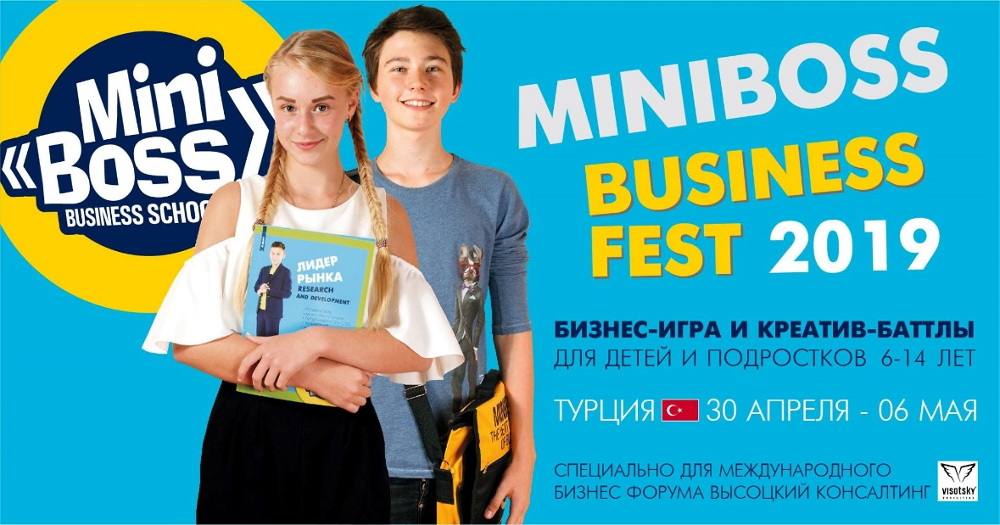 Mini
«Boss»
BUSINESS SCHOO
ЛИДЕР
РЫНКА
RESEARCH
AND DEVELOPMENT
MINIBOSS
BUSINESS
FEST 2019
БИЗНЕС-ИГРА И КРЕАТИВ-БАТТЛЫ
ДЛЯ ДЕТЕЙ И ПОДРОСТКОВ 6-14 ЛЕТ
ТУРЦИЯ 30 АПРЕЛЯ - 06 МАЯ
СПЕЦИАЛЬНО ДЛЯ МЕЖДУНАРОДНОГО
БИЗНЕС ФОРУМА ВЫСОЦКИЙ КОНСАЛТИНГ
visotsky
CONSULTING